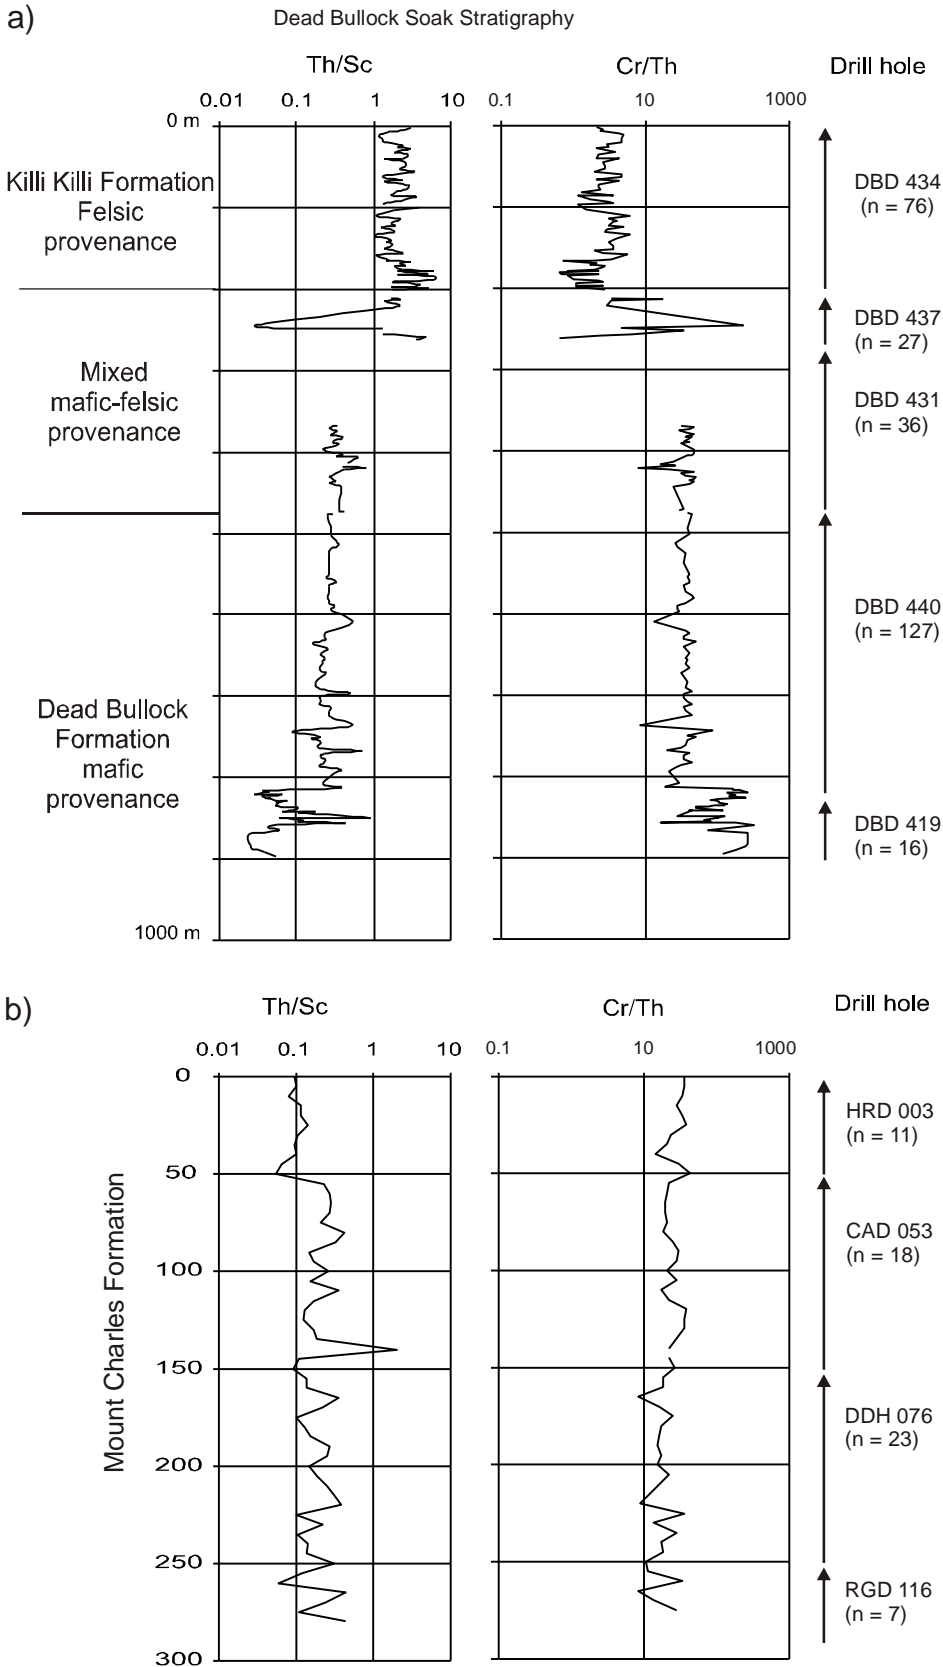 a)
Dead Bullock Soak Stratigraphy
Th/Sc
Cr/Th
Drill hole
0.01 0.1 1 10
0.1 10 1000
0 m
Killi Killi Formation
Felsic
provenance
DBD 434
(n = 76)
DBD 437
(n = 27)
Mixed
mafic-felsic
provenance
DBD 431
(n = 36)
DBD 440
(n = 127)
Dead Bullock
Formation
mafic
provenance
DBD 419
(n = 16)
1000 m
b)
Th/Sc
Cr/Th
Drill hole
0.01 0.1 1 10
0.1 10 1000
Mount Charles Formation
0
50
100
150
200
250
300
HRD 003
(n = 11)
CAD 053
(n = 18)
DDH 076
(n = 23)
RGD 116
(n = 7)